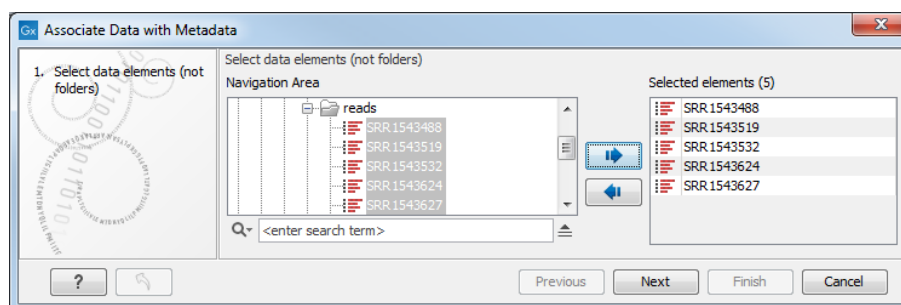 Gx Associate Data with Metadata
1. Select data elements (not folders)
Select data elements (not folders)
Navigation Area
reads
SRR1543488
SRR1543519
SRR1543532
SRR1543624
SRR1543627
<enter search term>
Selected elements (5)
SRR1543488
SRR1543519
SRR1543532
SRR1543624
SRR1543627
?
Previous
Next
Finish
Cancel